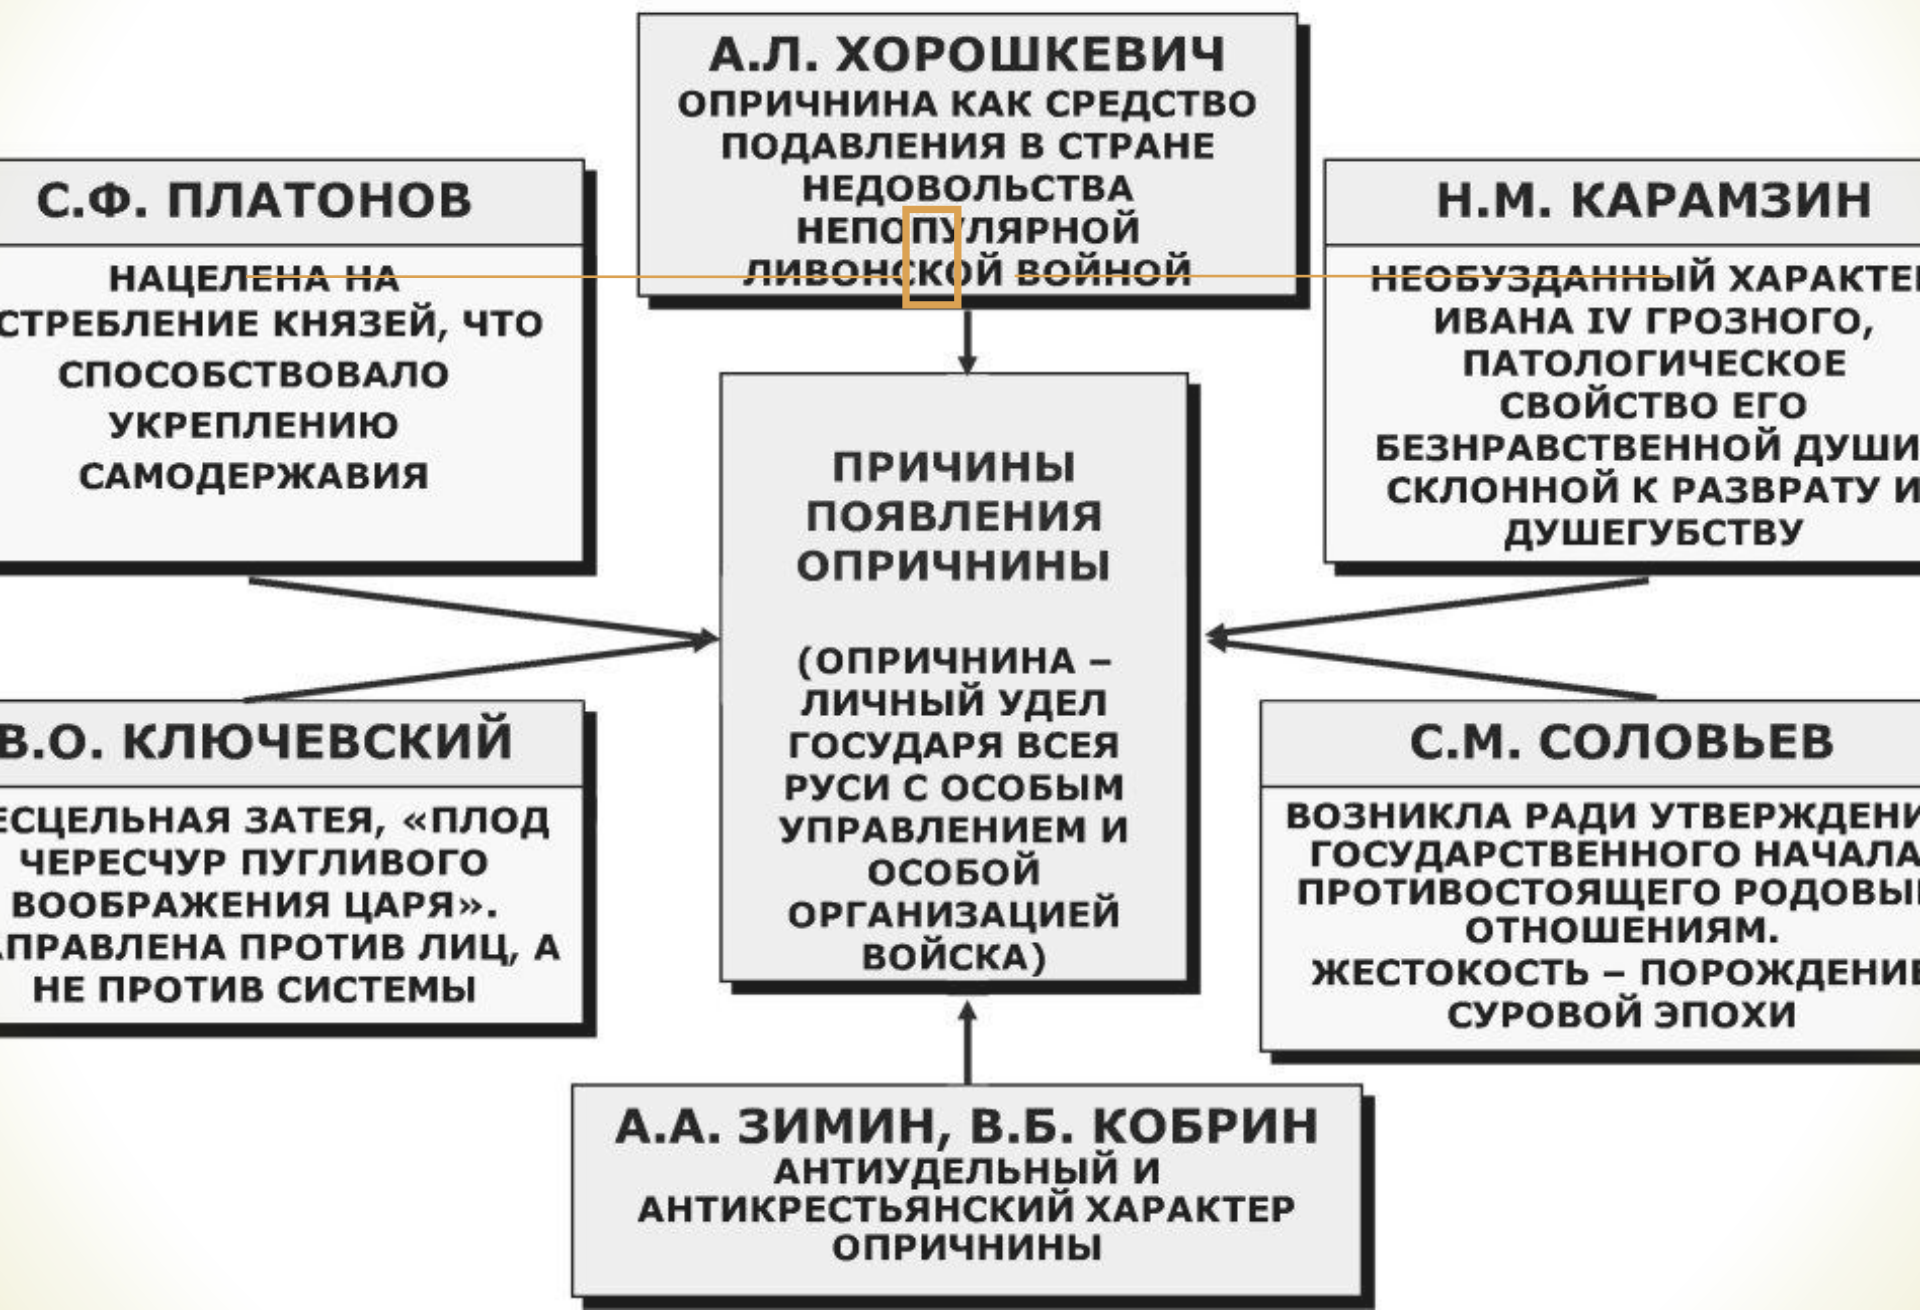 А.Л. ХОРОШКЕВИЧ
ОПРИЧНИНА КАК СРЕДСТВО
ПОДАВЛЕНИЯ В СТРАНЕ
НЕДОВОЛЬСТВА
НЕПОПУЛЯРНОЙ
ЛИВОНСКОЙ ВОЙНОЙ
С.Ф. ПЛАТОНОВ
НАЦЕЛЕНА НА
СТРЕБЛЕНИЕ КНЯЗЕЙ, ЧТО
СПОСОБСТВОВАЛО
УКРЕПЛЕНИЮ
САМОДЕРЖАВИЯ
Н.М. КАРАМЗИН
НЕОБУЗДАННЫЙ ХАРАКТЕР
ИВАНА IV ГРОЗНОГО,
ПАТОЛОГИЧЕСКОЕ
СВОЙСТВО ЕГО
БЕЗНРАВСТВЕННОЙ ДУШИ
СКЛОННОЙ К РАЗВРАТУ И
ДУШЕГУБСТВУ
ПРИЧИНЫ
ПОЯВЛЕНИЯ
ОПРИЧНИНЫ
(ОПРИЧНИНА –
ЛИЧНЫЙ УДЕЛ
ГОСУДАРЯ ВСЕЯ
РУСИ С ОСОБЫМ
УПРАВЛЕНИЕМ И
ОСОБОЙ
ОРГАНИЗАЦИЕЙ
ВОЙСКА)
В.О. КЛЮЧЕВСКИЙ
ЕСЦЕЛЬНАЯ ЗАТЕЯ, «ПЛОД
ЧЕРЕСЧУР ПУГЛИВОГО
ВООБРАЖЕНИЯ ЦАРЯ».
АПРАВЛЕНА ПРОТИВ ЛИЦ, А
НЕ ПРОТИВ СИСТЕМЫ
С.М. СОЛОВЬЕВ
ВОЗНИКЛА РАДИ УТВЕРЖДЕНИ
ГОСУДАРСТВЕННОГО НАЧАЛА
ПРОТИВОСТОЯЩЕГО РОДОВЫ
ОТНОШЕНИЯМ.
ЖЕСТОКОСТЬ – ПОРОЖДЕНИЕ
СУРОВОЙ ЭПОХИ
А.А. ЗИМИН, В.Б. КОБРИН
АНТИУДЕЛЬНЫЙ И
АНТИКРЕСТЬЯНСКИЙ ХАРАКТЕР
ОПРИЧНИНЫ